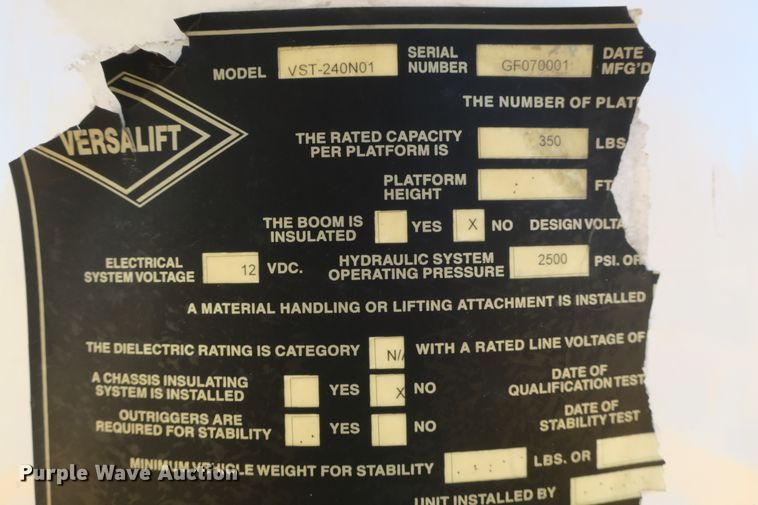 MODEL VST-240N01 SERIAL NUMBER GF070001 DATE MFG'D
THE NUMBER OF PLAT
VERSALIFT
THE RATED CAPACITY PER PLATFORM IS 350 LBS
PLATFORM HEIGHT FT
THE BOOM IS INSULATED YES X NO DESIGN VOLTA
ELECTRICAL SYSTEM VOLTAGE 12 VDC. HYDRAULIC SYSTEM OPERATING PRESSURE 2500 PSI. OR
A MATERIAL HANDLING OR LIFTING ATTACHMENT IS INSTALLED
THE DIELECTRIC RATING IS CATEGORY N/ WITH A RATED LINE VOLTAGE OF
A CHASSIS INSULATING SYSTEM IS INSTALLED YES X NO DATE OF QUALIFICATION TEST
OUTRIGGERS ARE REQUIRED FOR STABILITY YES NO DATE OF STABILITY TEST
MINIMUM VEHICLE WEIGHT FOR STABILITY LBS. OR
UNIT INSTALLED BY
Purple Wave Auction